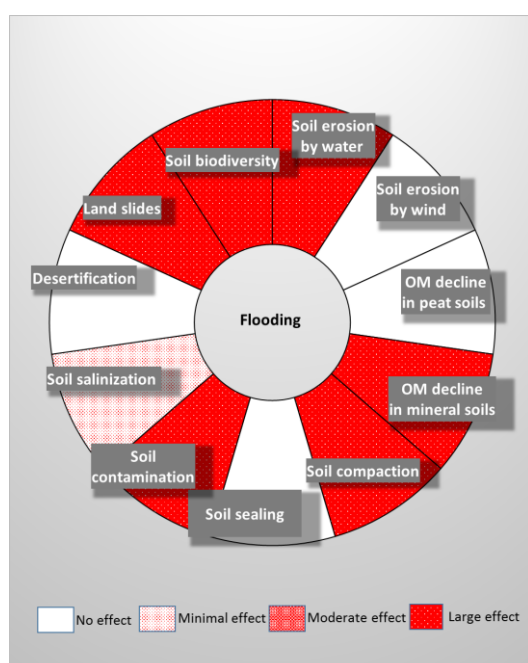 Soil erosion
by water
Soil biodiversity
Soil erosion
by wind
Land slides
Desertification
OM decline
in peat soils
Flooding
Soil salinization
OM decline
in mineral soils
Soil
contamination
Soil compaction
Soil sealing
No effect
Minimal effect
Moderate effect
Large effect